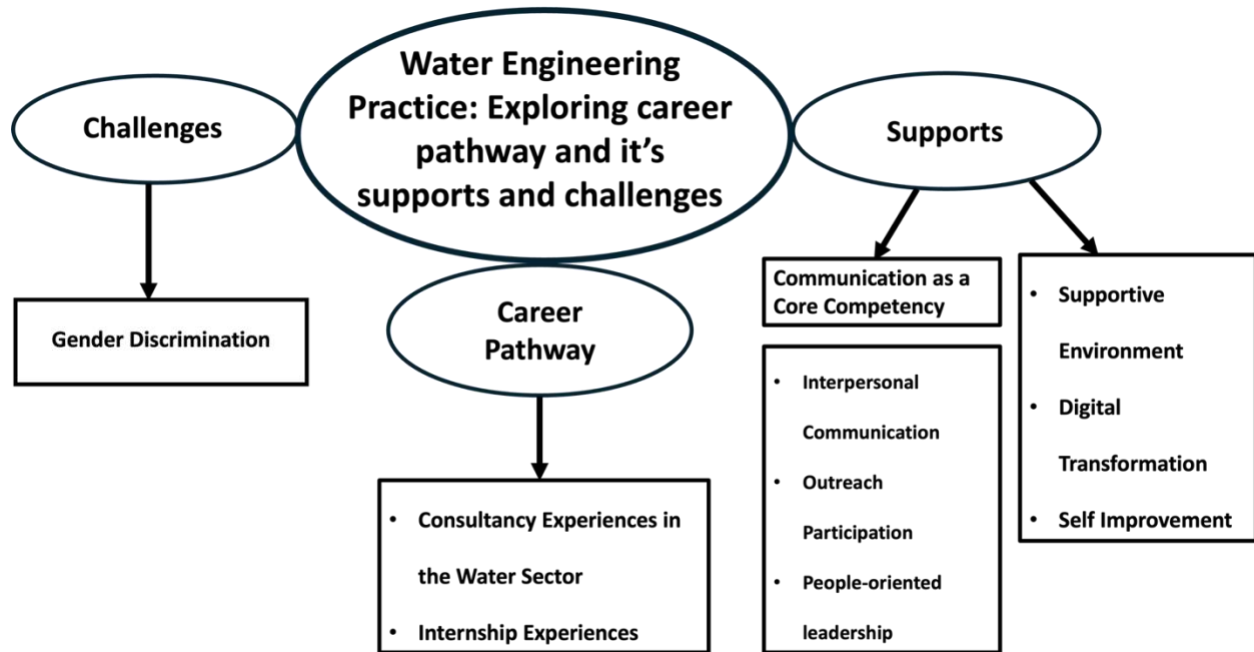 Water Engineering
Practice: Exploring career
pathway and it's
supports and challenges
Challenges
Gender Discrimination
Career
Pathway
• Consultancy Experiences in
the Water Sector
• Internship Experiences
Supports
Communication as a
Core Competency
• Interpersonal
Communication
• Outreach
Participation
• People-oriented
leadership
• Supportive
Environment
• Digital
Transformation
• Self Improvement